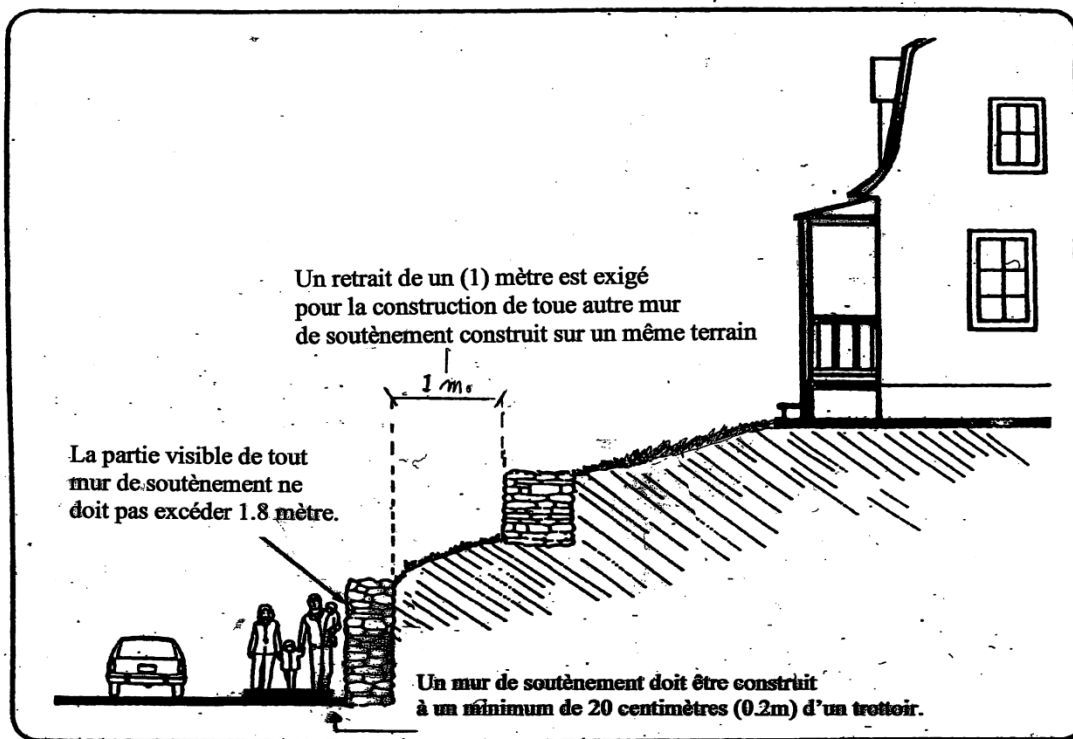 Un retrait de un (1) mètre est exigé
pour la construction de toue autre mur
de soutènement construit sur un même terrain
1 m.
La partie visible de tout
mur de soutènement ne
doit pas excéder 1.8 mètre.
Un mur de soutènement doit être construit
à un minimum de 20 centimètres (0.2m) d'un trottoir.